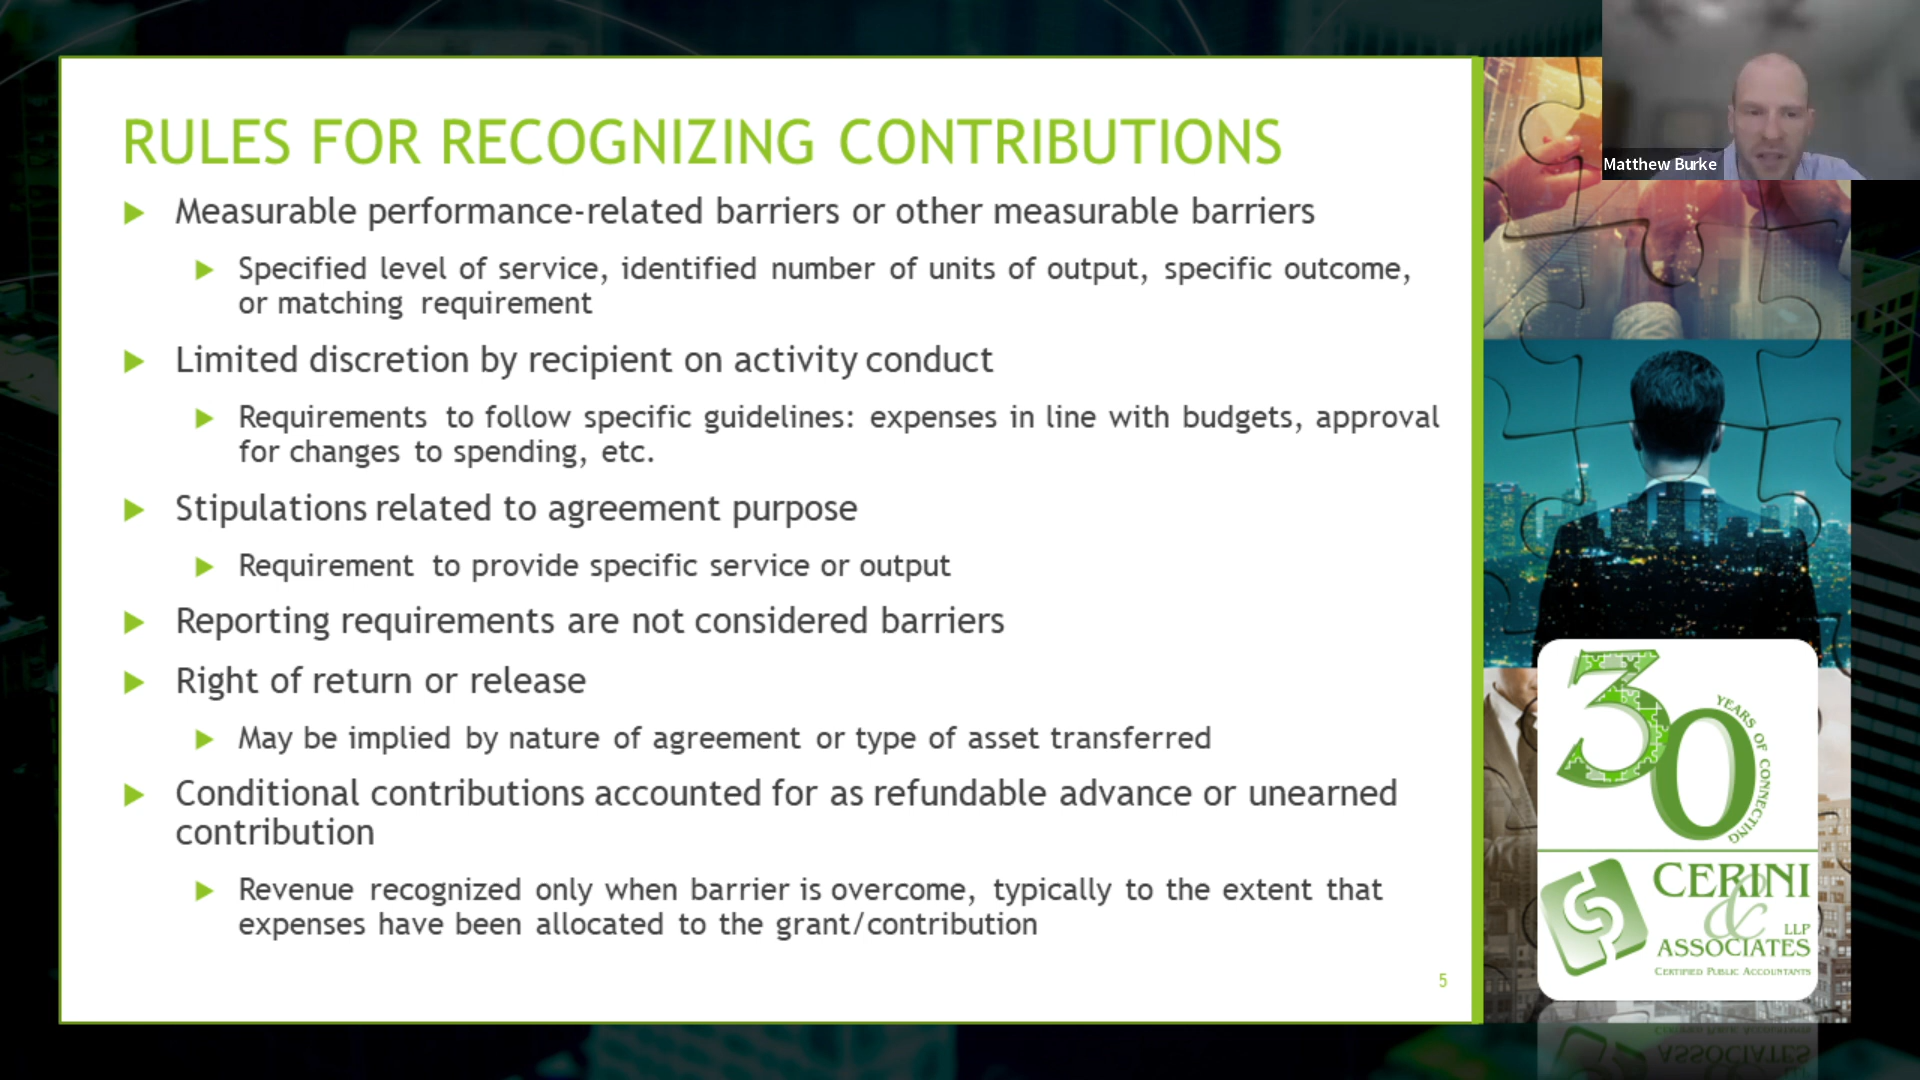 RULES FOR RECOGNIZING CONTRIBUTIONS
Measurable performance-related barriers or other measurable barriers
Specified level of service, identified number of units of output, specific outcome,
or matching requirement
Limited discretion by recipient on activity conduct
Requirements to follow specific guidelines: expenses in line with budgets, approval
for changes to spending, etc.
Stipulations related to agreement purpose
Requirement to provide specific service or output
Reporting requirements are not considered barriers
Right of return or release
May be implied by nature of agreement or type of asset transferred
Conditional contributions accounted for as refundable advance or unearned
contribution
Revenue recognized only when barrier is overcome, typically to the extent that
expenses have been allocated to the grant/contribution
5
Matthew Burke
30
YEARS OF CONNECTING
CERINI
&
LLP
ASSOCIATES
CERTIFIED PUBLIC ACCOUNTANTS